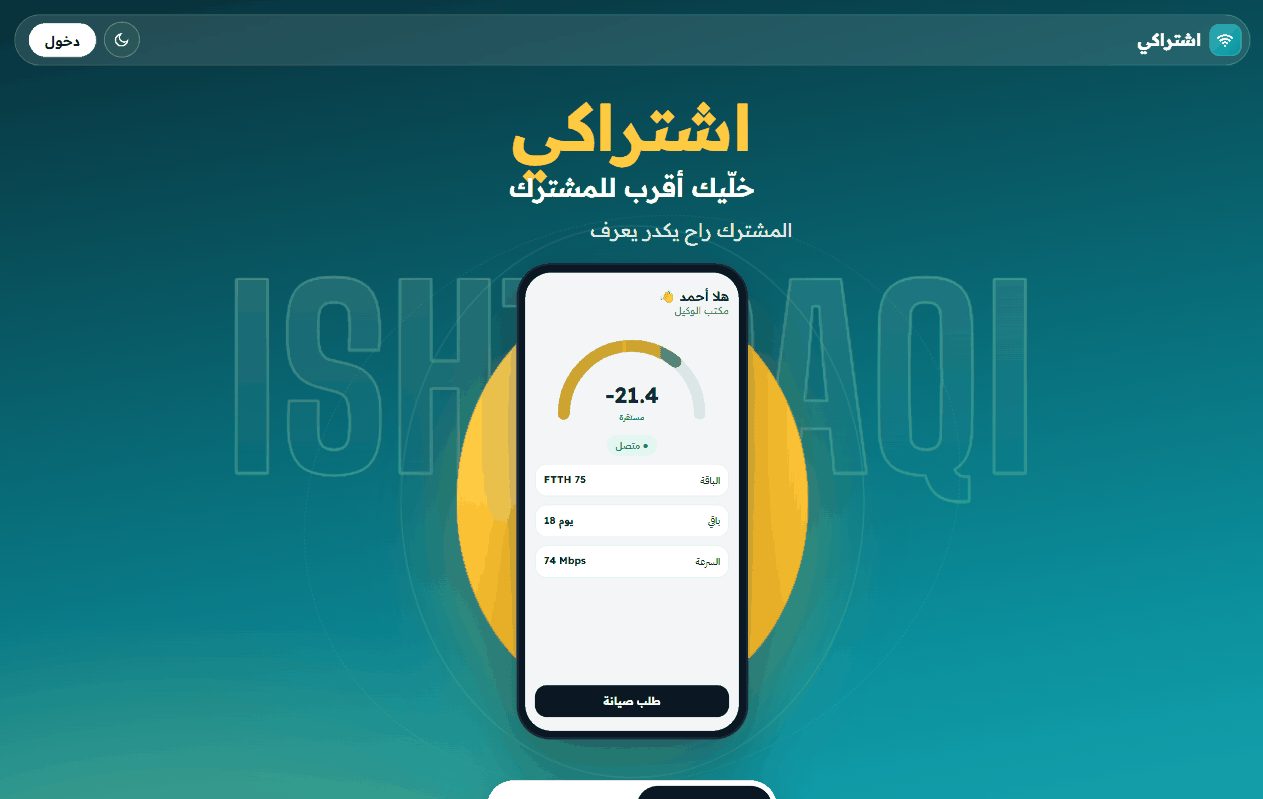 اشتراكي
دخول
اشتراكي
خلّيك أقرب للمشترك
المشترك راح يكدر يعرف
هلا أحمد 👋
مكتب الوكيل
-21.4
مستقرة
متصل
الباقة FTTH 75
باقي 18 يوم
السرعة 74 Mbps
طلب صيانة